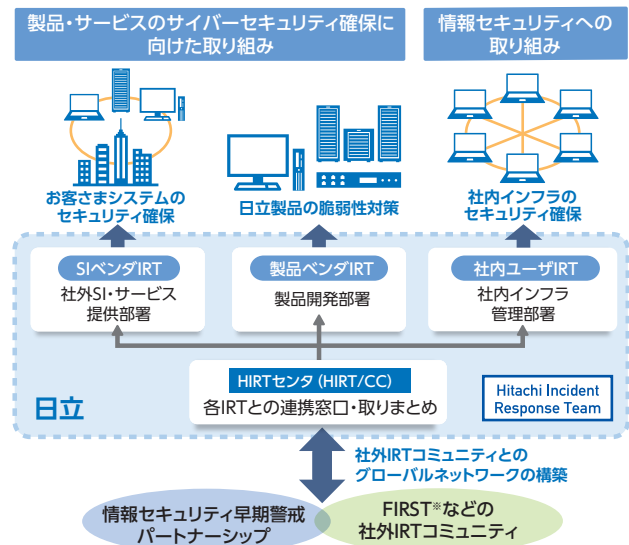 製品・サービスのサイバーセキュリティ確保に
向けた取り組み
情報セキュリティへの
取り組み
お客さまシステムの
セキュリティ確保
日立製品の脆弱性対策
社内インフラの
セキュリティ確保
SIベンダIRT
社外SI・サービス
提供部署
製品ベンダIRT
製品開発部署
社内ユーザIRT
社内インフラ
管理部署
HIRTセンタ(HIRT/CC)
各IRTとの連携窓口・取りまとめ
日立
Hitachi Incident
Response Team
社外IRTコミュニティとの
グローバルネットワークの構築
情報セキュリティ早期警戒
パートナーシップ
FIRST※などの
社外IRTコミュニティ